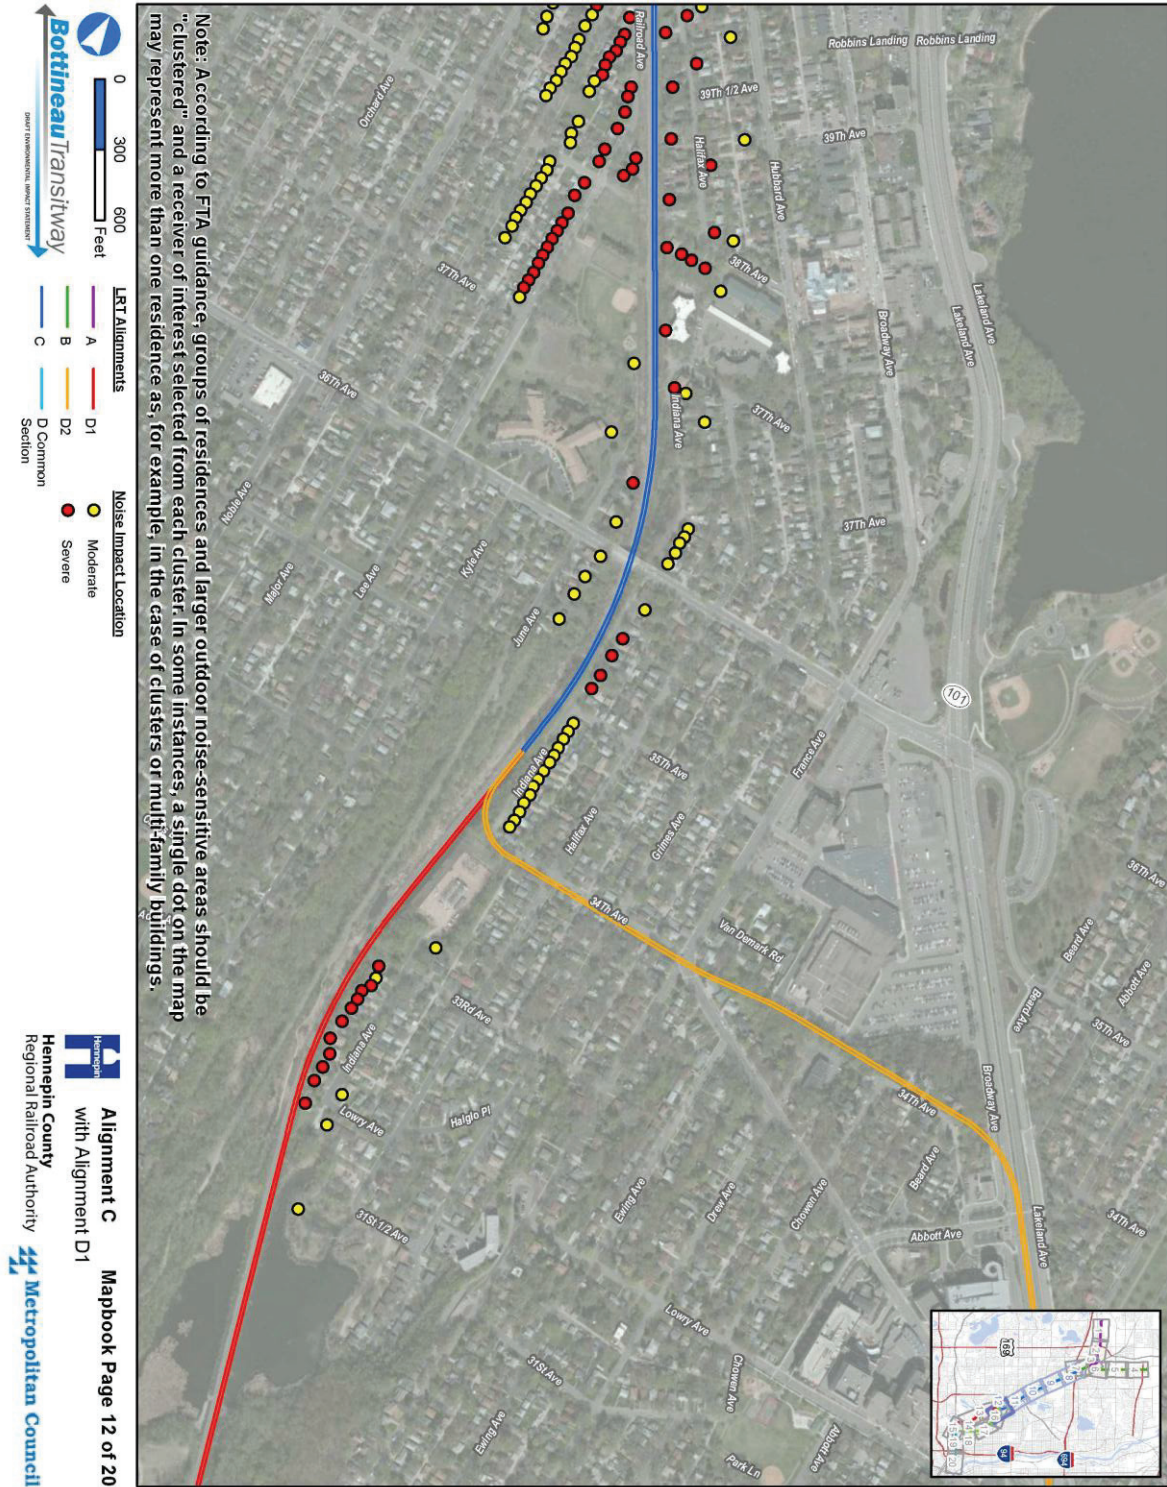 Robbins Landing
Robbins Landing
Railroad Ave
Orchard Ave
39Th 1/2 Ave
39Th Ave
Halifax Ave
Hubbard Ave
38Th Ave
37Th Ave
Lakeland Ave
Lakeland Ave
Broadway Ave
36Th Ave
Indiana Ave
37Th Ave
37Th Ave
Noble Ave
Major Ave
Lee Ave
Kyle Ave
June Ave
101
France Ave
35Th Ave
Indiana Ave
Halifax Ave
Grimes Ave
34Th Ave
Van Demark Rd
36Th Ave
Beard Ave
Abbott Ave
Beard Ave
35Th Ave
33Rd Ave
Indiana Ave
Lowry Ave
Halglo Pl
34Th Ave
Broadway Ave
Beard Ave
Lakeland Ave
34Th Ave
Abbott Ave
Ewing Ave
Drew Ave
Chowen Ave
31St 1/2 Ave
Lowry Ave
31St Ave
Chowen Ave
Abbott Ave
Ewing Ave
Park Ln
169
94
694
Note: According to FTA guidance, groups of residences and larger outdoor noise-sensitive areas should be
"clustered" and a receiver of interest selected from each cluster. In some instances, a single dot on the map
may represent more than one residence as, for example, in the case of clusters or multi-family buildings.
0 300 600
Feet
BottineauTransitway
DRAFT ENVIRONMENTAL IMPACT STATEMENT
LRT Alignments
A
B
C
D1
D2
D Common
Section
Noise Impact Location
Moderate
Severe
Hennepin
Hennepin County
Regional Railroad Authority
Alignment C
with Alignment D1
Mapbook Page 12 of 20
Metropolitan Council